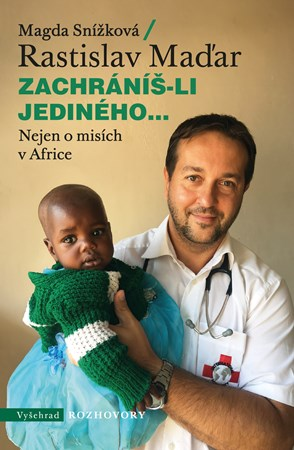 Magda Snížková /
Rastislav Maďar
ZACHRÁNÍŠ-LI
JEDINÉHO...
Nejen o misích
v Africe
Vyšehrad ROZHOVORY